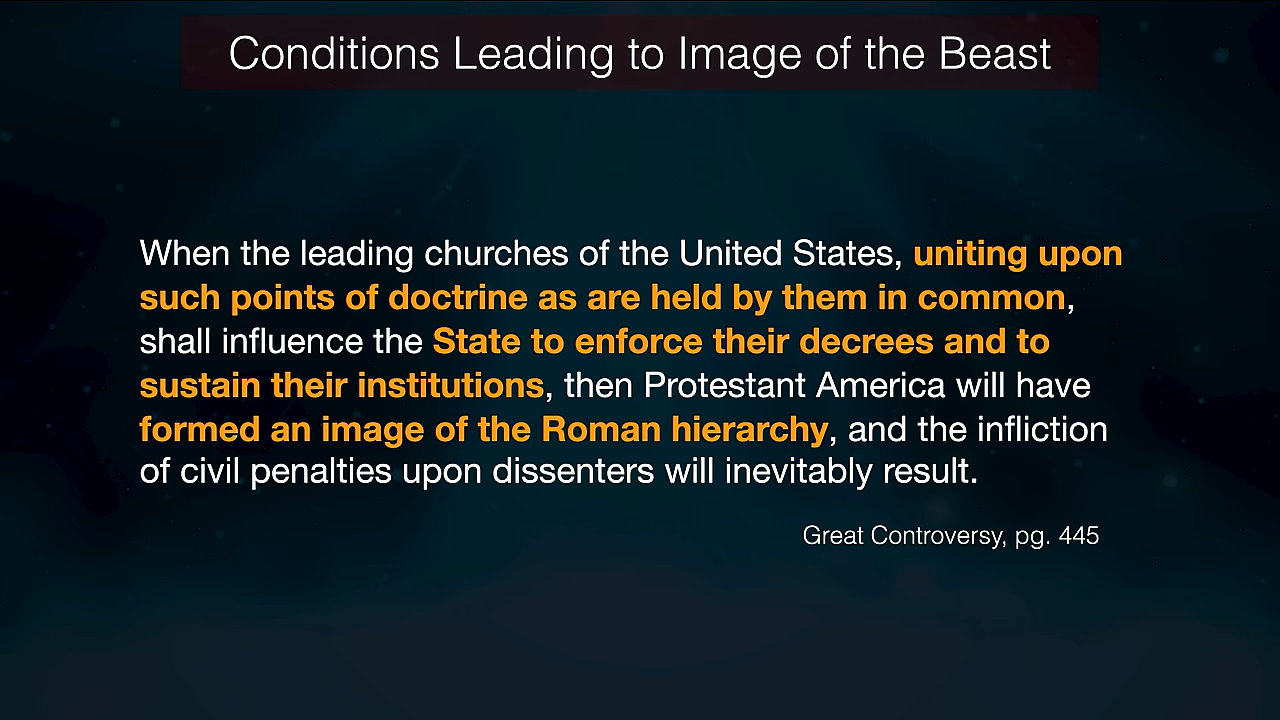 Conditions Leading to Image of the Beast
When the leading churches of the United States, uniting upon
such points of doctrine as are held by them in common,
shall influence the State to enforce their decrees and to
sustain their institutions, then Protestant America will have
formed an image of the Roman hierarchy, and the infliction
of civil penalties upon dissenters will inevitably result.
Great Controversy, pg. 445